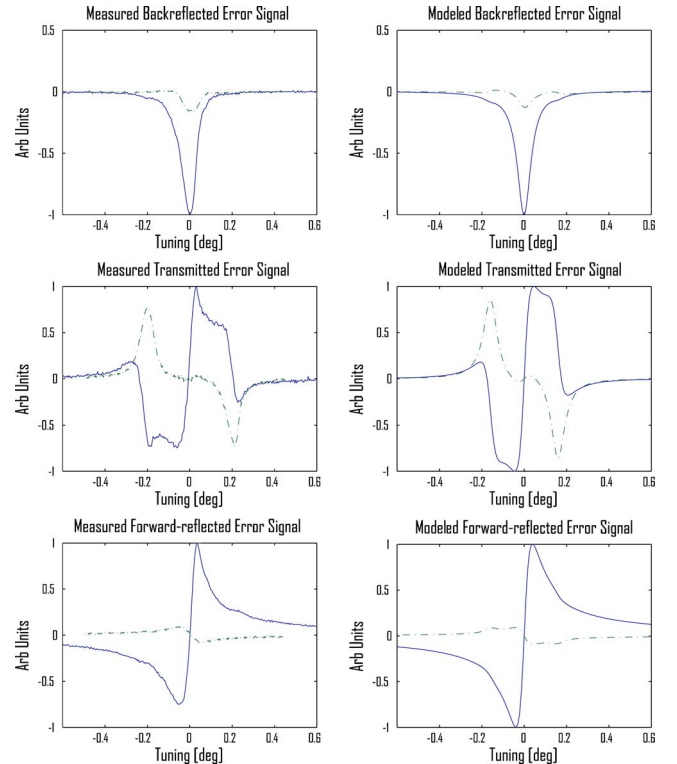 Measured Backreflected Error Signal
0.5
0
-0.5
-1
Arb Units
-0.4 -0.2 0 0.2 0.4 0.6
Tuning [deg]
Modeled Backreflected Error Signal
0.5
0
-0.5
-1
Arb Units
-0.4 -0.2 0 0.2 0.4 0.6
Tuning [deg]
Measured Transmitted Error Signal
1
0.5
0
-0.5
-1
Arb Units
-0.4 -0.2 0 0.2 0.4 0.6
Tuning [deg]
Modeled Transmitted Error Signal
1
0.5
0
-0.5
-1
Arb Units
-0.4 -0.2 0 0.2 0.4 0.6
Tuning [deg]
Measured Forward-reflected Error Signal
1
0.5
0
-0.5
-1
Arb Units
-0.4 -0.2 0 0.2 0.4 0.6
Tuning [deg]
Modeled Forward-reflected Error Signal
1
0.5
0
-0.5
-1
Arb Units
-0.4 -0.2 0 0.2 0.4 0.6
Tuning [deg]